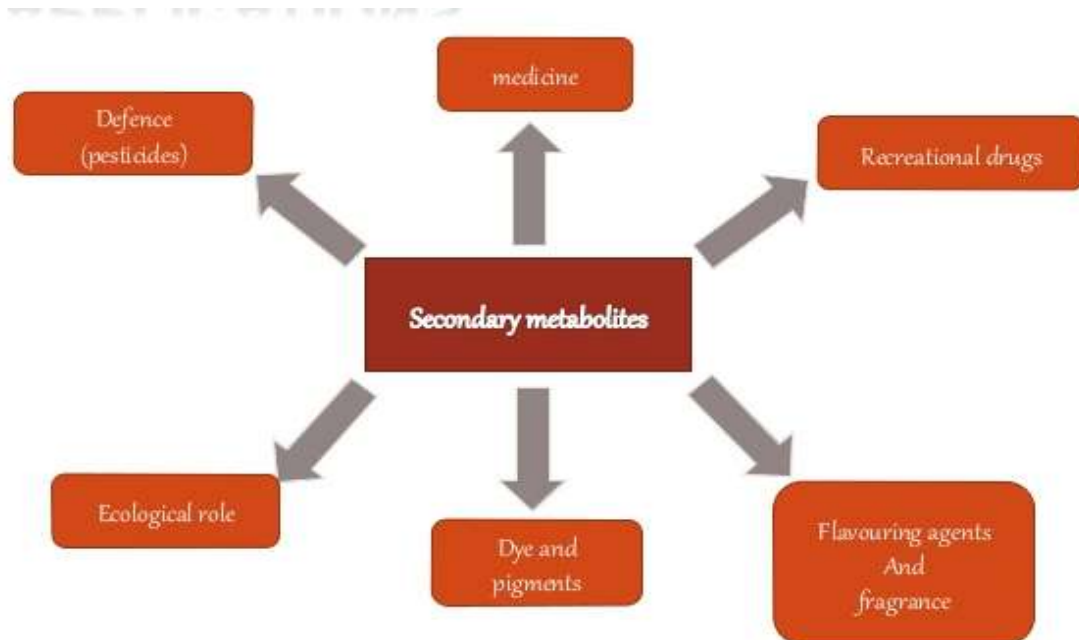 medicine
Defence
(pesticides)
Recreational drugs
Secondary metabolites
Ecological role
Dye and
pigments
Flavouring agents
And
fragrance